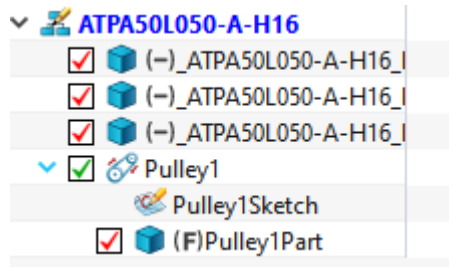 ATPA50L050-A-H16
(-)_ATPA50L050-A-H16_
(-)_ATPA50L050-A-H16_
(-)_ATPA50L050-A-H16_
Pulley1
Pulley1Sketch
(F)Pulley1Part